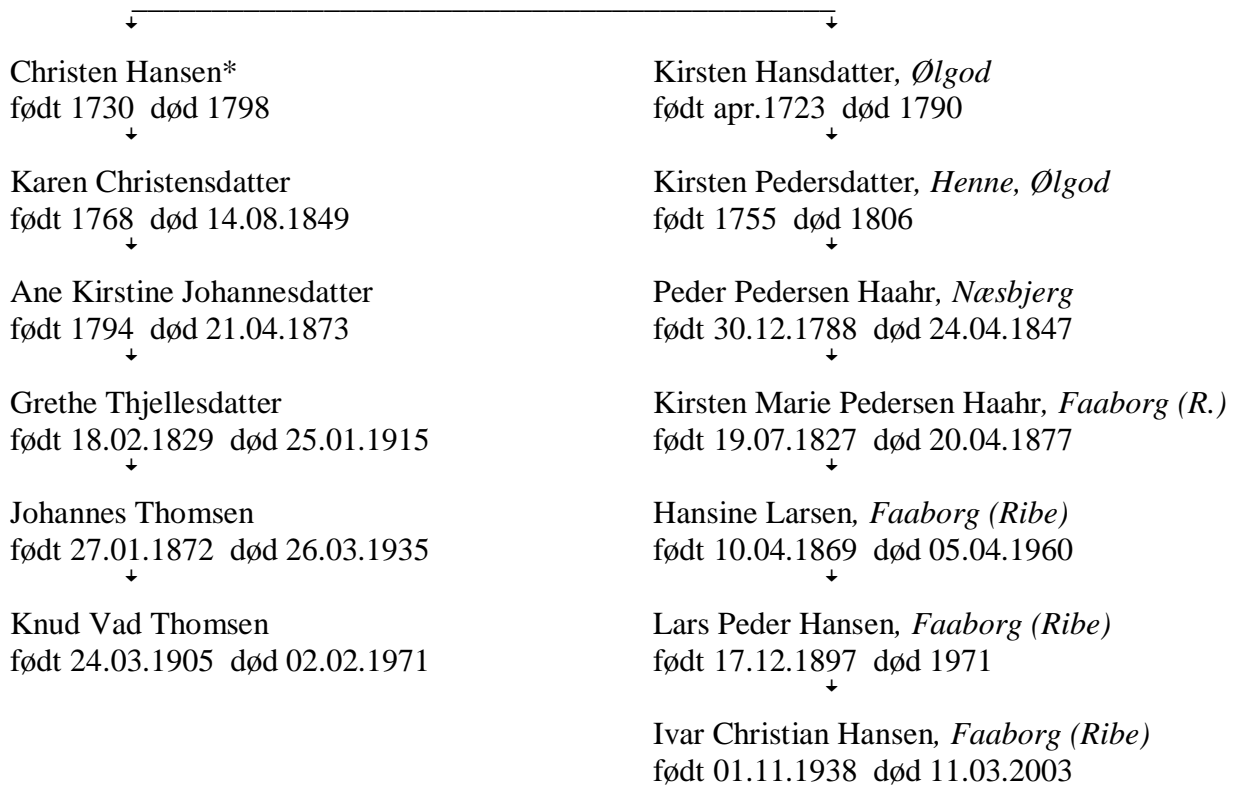 Christen Hansen*
født 1730 død 1798
Karen Christensdatter
født 1768 død 14.08.1849
Ane Kirstine Johannesdatter
født 1794 død 21.04.1873
Grethe Thjellesdatter
født 18.02.1829 død 25.01.1915
Johannes Thomsen
født 27.01.1872 død 26.03.1935
Knud Vad Thomsen
født 24.03.1905 død 02.02.1971
Kirsten Hansdatter, Ølgod
født apr.1723 død 1790
Kirsten Pedersdatter, Henne, Ølgod
født 1755 død 1806
Peder Pedersen Haahr, Næsbjerg
født 30.12.1788 død 24.04.1847
Kirsten Marie Pedersen Haahr, Faaborg (R.)
født 19.07.1827 død 20.04.1877
Hansine Larsen, Faaborg (Ribe)
født 10.04.1869 død 05.04.1960
Lars Peder Hansen, Faaborg (Ribe)
født 17.12.1897 død 1971
Ivar Christian Hansen, Faaborg (Ribe)
født 01.11.1938 død 11.03.2003